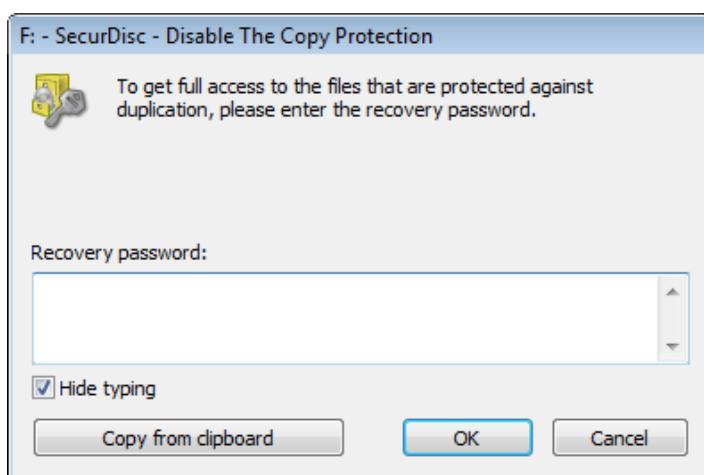 F: - SecurDisc - Disable The Copy Protection
To get full access to the files that are protected against
duplication, please enter the recovery password.
Recovery password:
Hide typing
Copy from clipboard OK Cancel